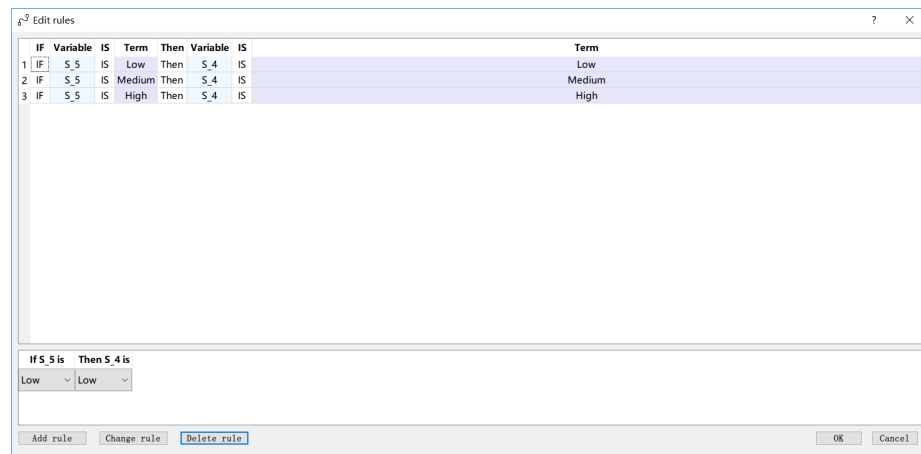 Edit rules ?
IF Variable IS Term Then Variable IS Term
1 IF S_5 IS Low Then S_4 IS Low
2 IF S_5 IS Medium Then S_4 IS Medium
3 IF S_5 IS High Then S_4 IS High
If S_5 is Then S_4 is
Low Low
Add rule Change rule Delete rule OK Cancel